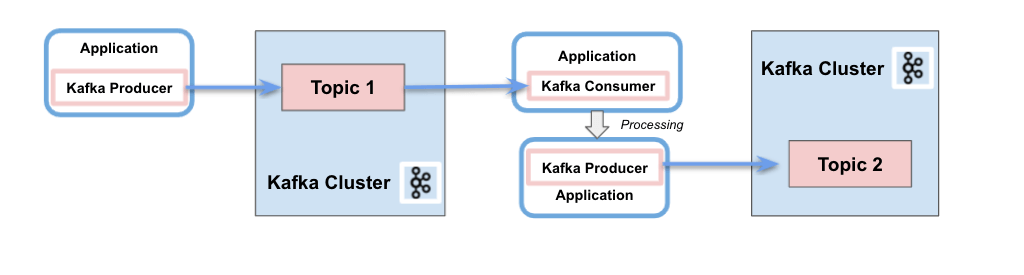 Application
Kafka Producer
Topic 1
Kafka Cluster
Application
Kafka Consumer
Processing
Kafka Producer
Application
Kafka Cluster
Topic 2